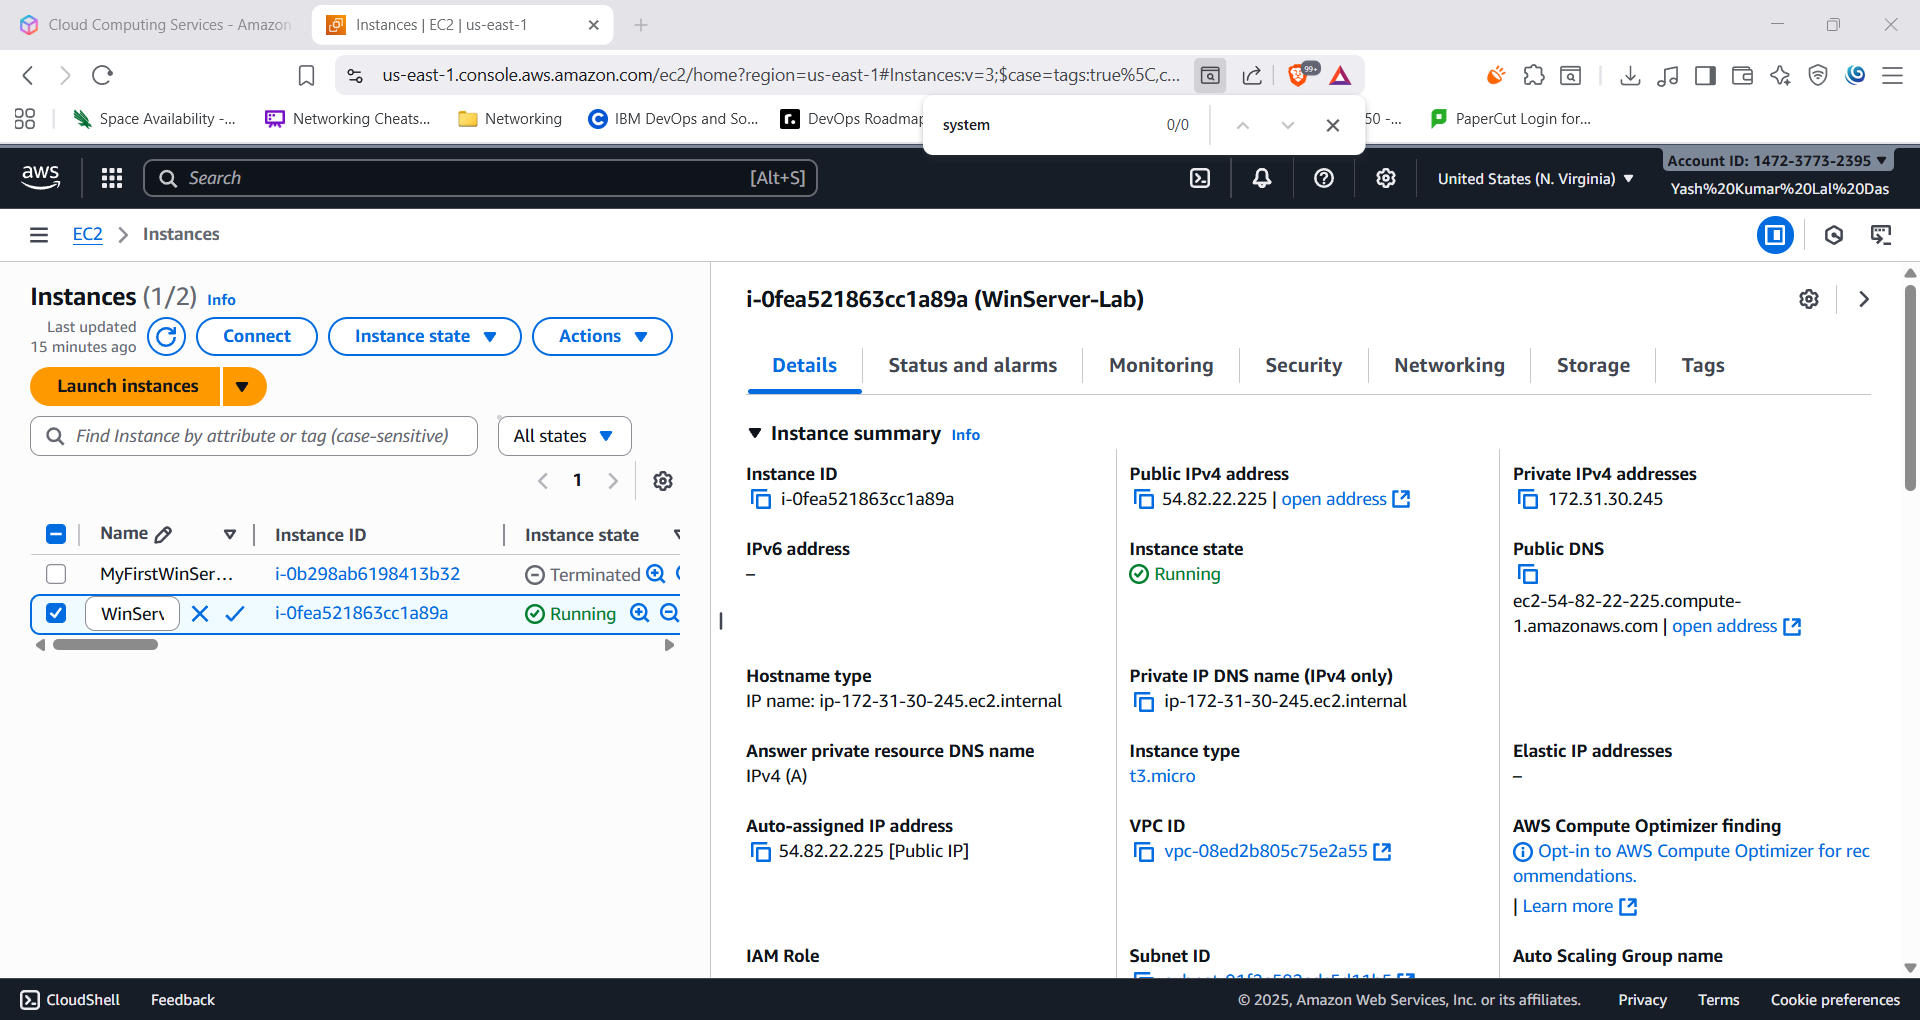 Cloud Computing Services - Amazon
Instances | EC2 | us-east-1
us-east-1.console.aws.amazon.com/ec2/home?region=us-east-1#Instances:v=3;$case=tags:true%5C,c...
99+
Space Availability -...
Networking Cheats...
Networking
IBM DevOps and So...
DevOps Roadmap
system
0/0
50 -...
PaperCut Login for...
aws
Search
[Alt+S]
United States (N. Virginia)
Account ID: 1472-3773-2395
Yash%20Kumar%20Lal%20Das
EC2
Instances
Instances (1/2) Info
Last updated
15 minutes ago
Connect
Instance state
Actions
Launch instances
Find Instance by attribute or tag (case-sensitive)
All states
1
Name
Instance ID
Instance state
MyFirstWinSer...
i-0b298ab6198413b32
Terminated
WinServ
i-0fea521863cc1a89a
Running
i-0fea521863cc1a89a (WinServer-Lab)
Details
Status and alarms
Monitoring
Security
Networking
Storage
Tags
Instance summary Info
Instance ID
i-0fea521863cc1a89a
Public IPv4 address
54.82.22.225 | open address
Private IPv4 addresses
172.31.30.245
IPv6 address
–
Instance state
Running
Public DNS
ec2-54-82-22-225.compute-
1.amazonaws.com | open address
Hostname type
IP name: ip-172-31-30-245.ec2.internal
Private IP DNS name (IPv4 only)
ip-172-31-30-245.ec2.internal
Answer private resource DNS name
IPv4 (A)
Instance type
t3.micro
Elastic IP addresses
–
Auto-assigned IP address
54.82.22.225 [Public IP]
VPC ID
vpc-08ed2b805c75e2a55
AWS Compute Optimizer finding
Opt-in to AWS Compute Optimizer for rec
ommendations.
| Learn more
IAM Role
Subnet ID
Auto Scaling Group name
CloudShell
Feedback
© 2025, Amazon Web Services, Inc. or its affiliates.
Privacy
Terms
Cookie preferences